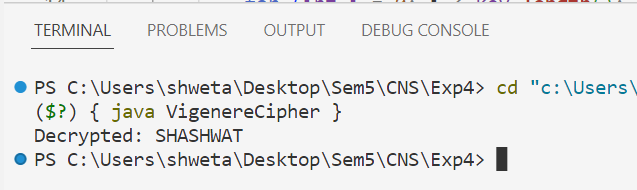 TERMINAL PROBLEMS OUTPUT DEBUG CONSOLE
PS C:\Users\shweta\Desktop\Sem5\CNS\Exp4> cd "c:\Users\
($?) { java VigenereCipher }
Decrypted: SHASHWAT
PS C:\Users\shweta\Desktop\Sem5\CNS\Exp4>